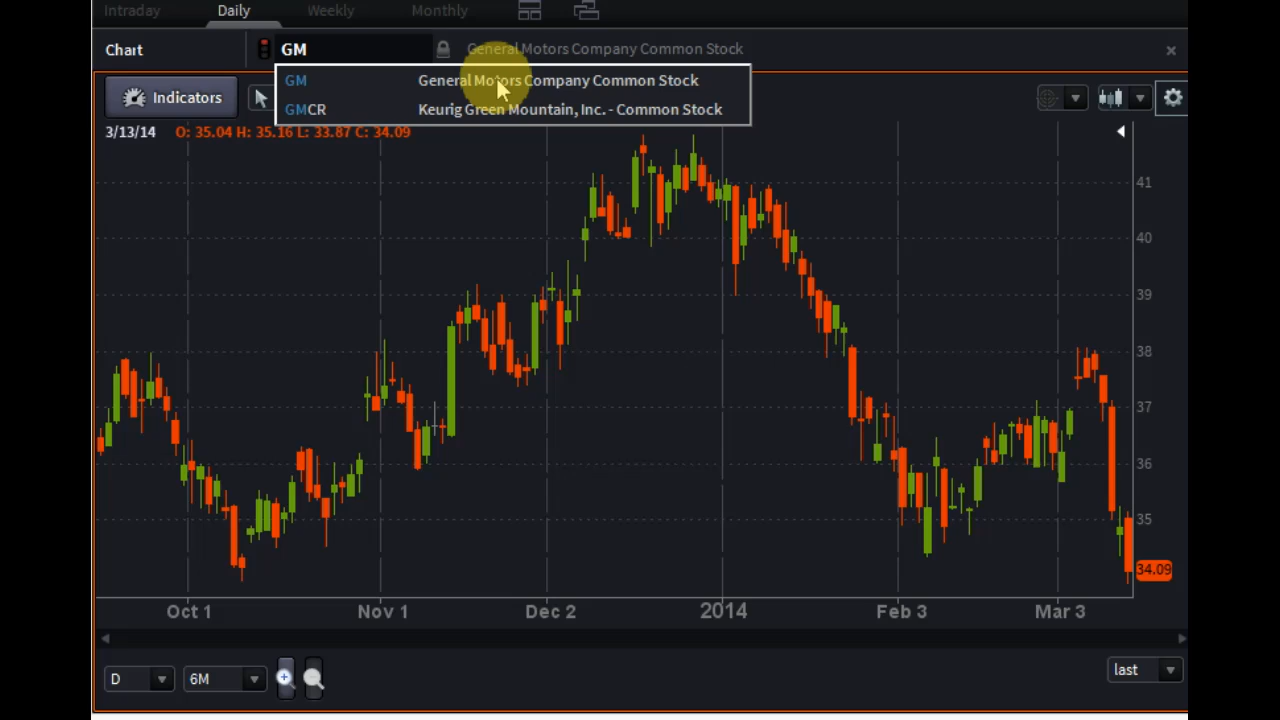 Intraday Daily Weekly Monthly
Chart GM General Motors Company Common Stock
GM General Motors Company Common Stock
GMCR Keurig Green Mountain, Inc. - Common Stock
Indicators
3/13/14 O: 35.04 H: 35.16 L: 33.87 C: 34.09
41
40
39
38
37
36
35
34.09
Oct 1 Nov 1 Dec 2 2014 Feb 3 Mar 3
D 6M last